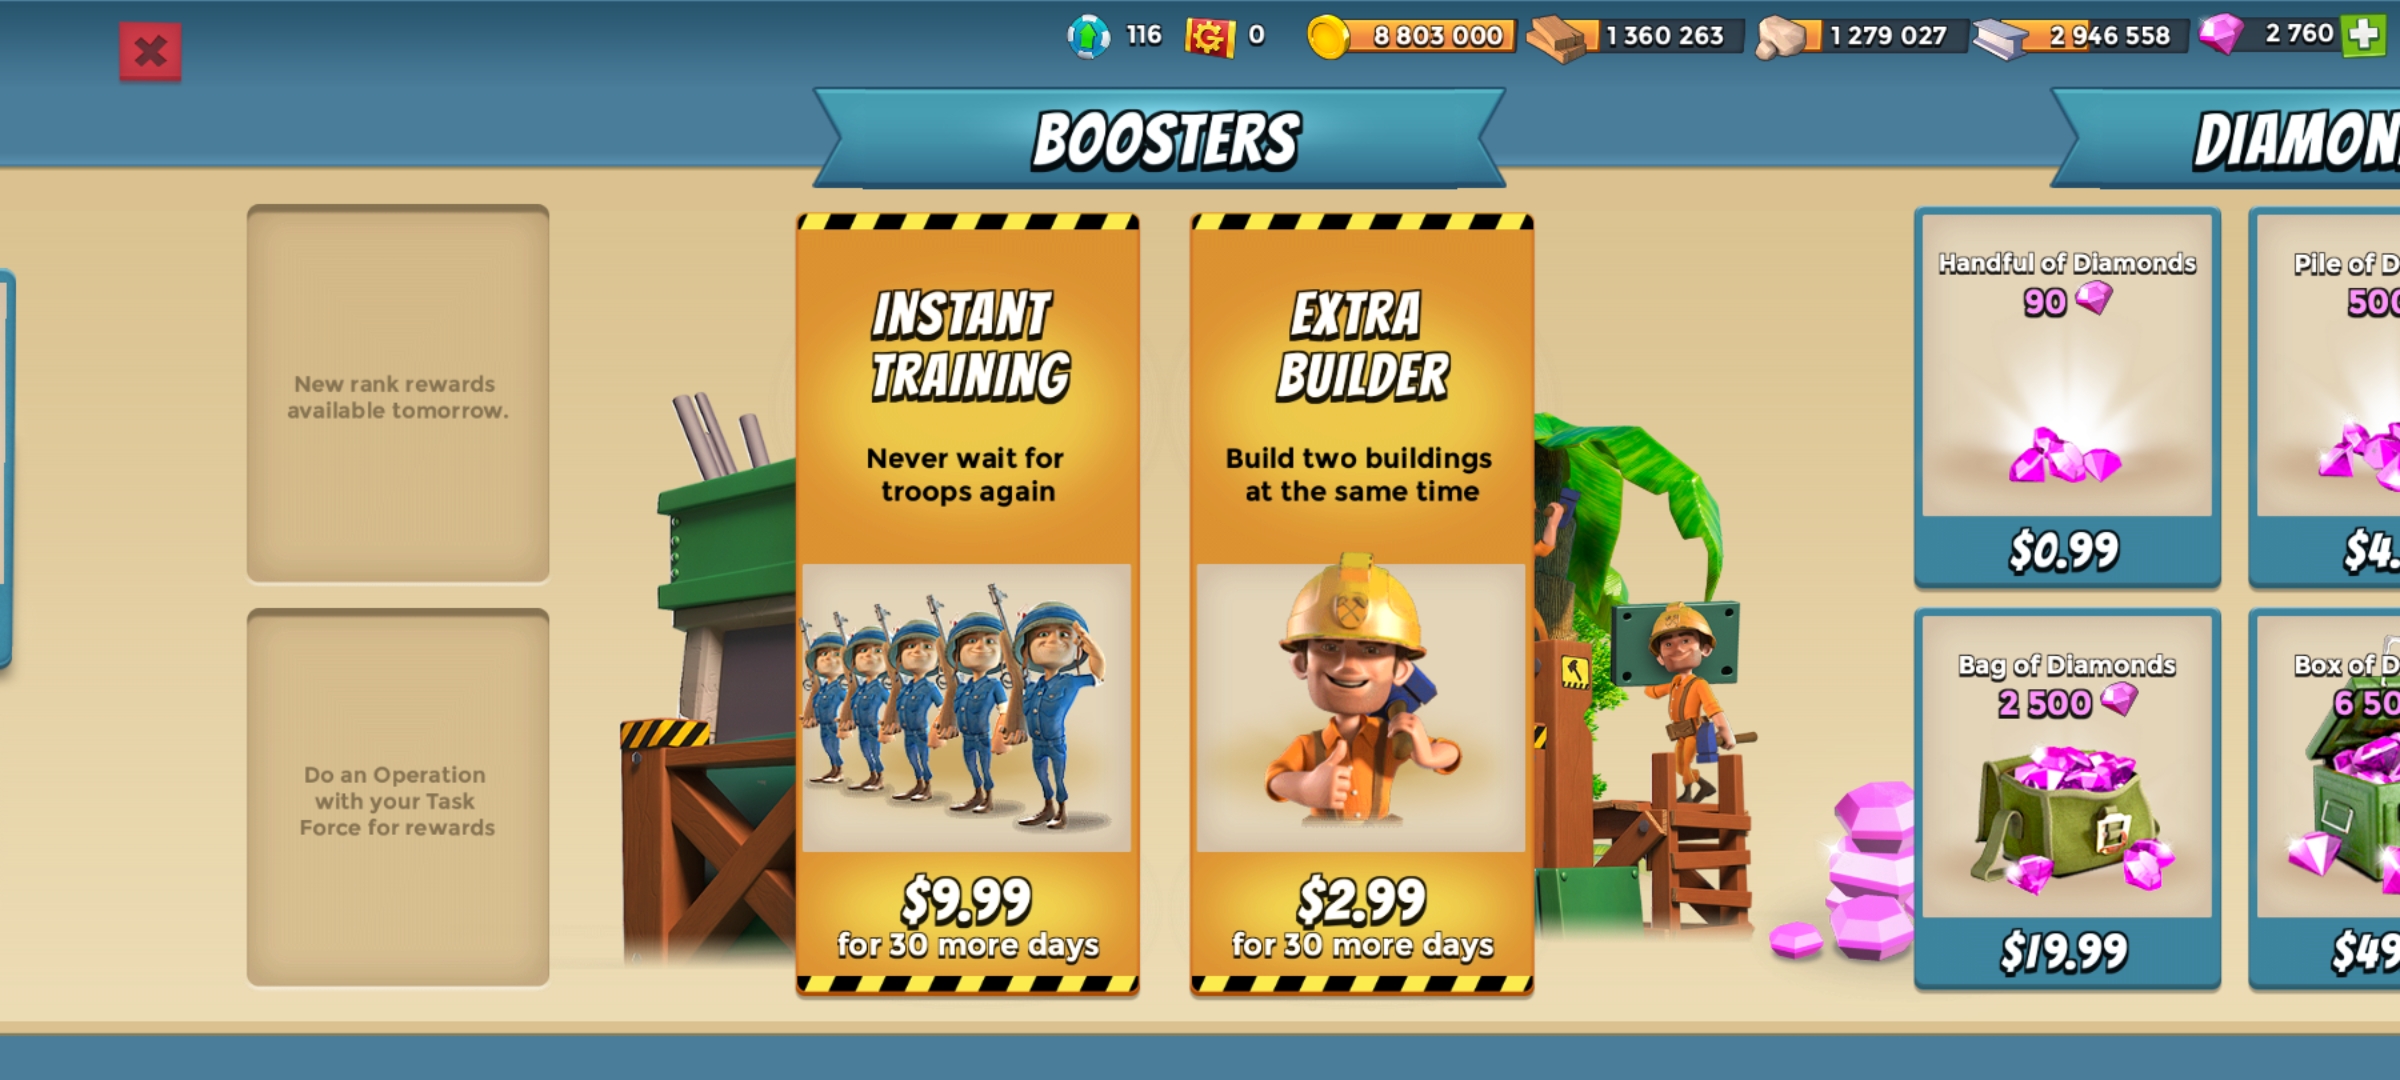 116
0
8 803 000
1 360 263
1 279 027
2 946 558
2 760
BOOSTERS
DIAMON
New rank rewards
available tomorrow.
Do an Operation
with your Task
Force for rewards
INSTANT
TRAINING
Never wait for
troops again
$9.99
for 30 more days
EXTRA
BUILDER
Build two buildings
at the same time
$2.99
for 30 more days
Handful of Diamonds
90
$0.99
Pile of D
500
$4.
Bag of Diamonds
2 500
$19.99
Box of D
6 50
$49